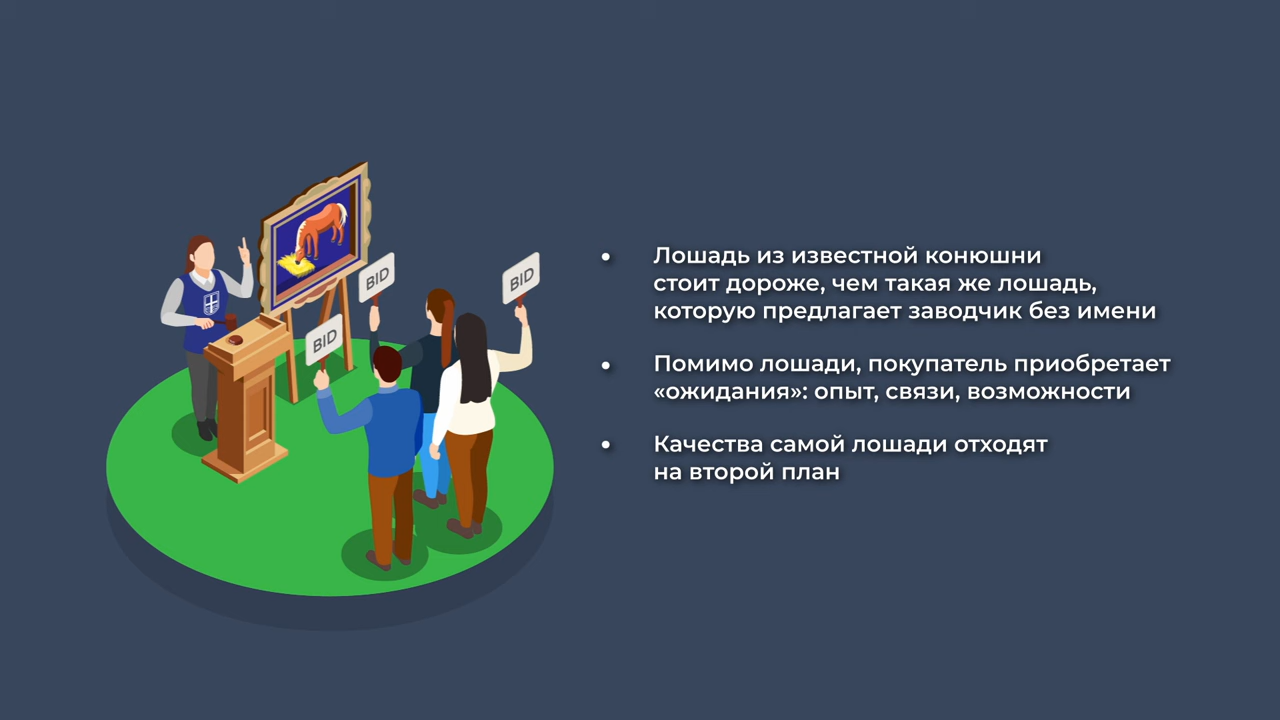 BID
BID
BID
• Лошадь из известной конюшни
стоит дороже, чем такая же лошадь,
которую предлагает заводчик без имени
• Помимо лошади, покупатель приобретает
«ожидания»: опыт, связи, возможности
• Качества самой лошади отходят
на второй план